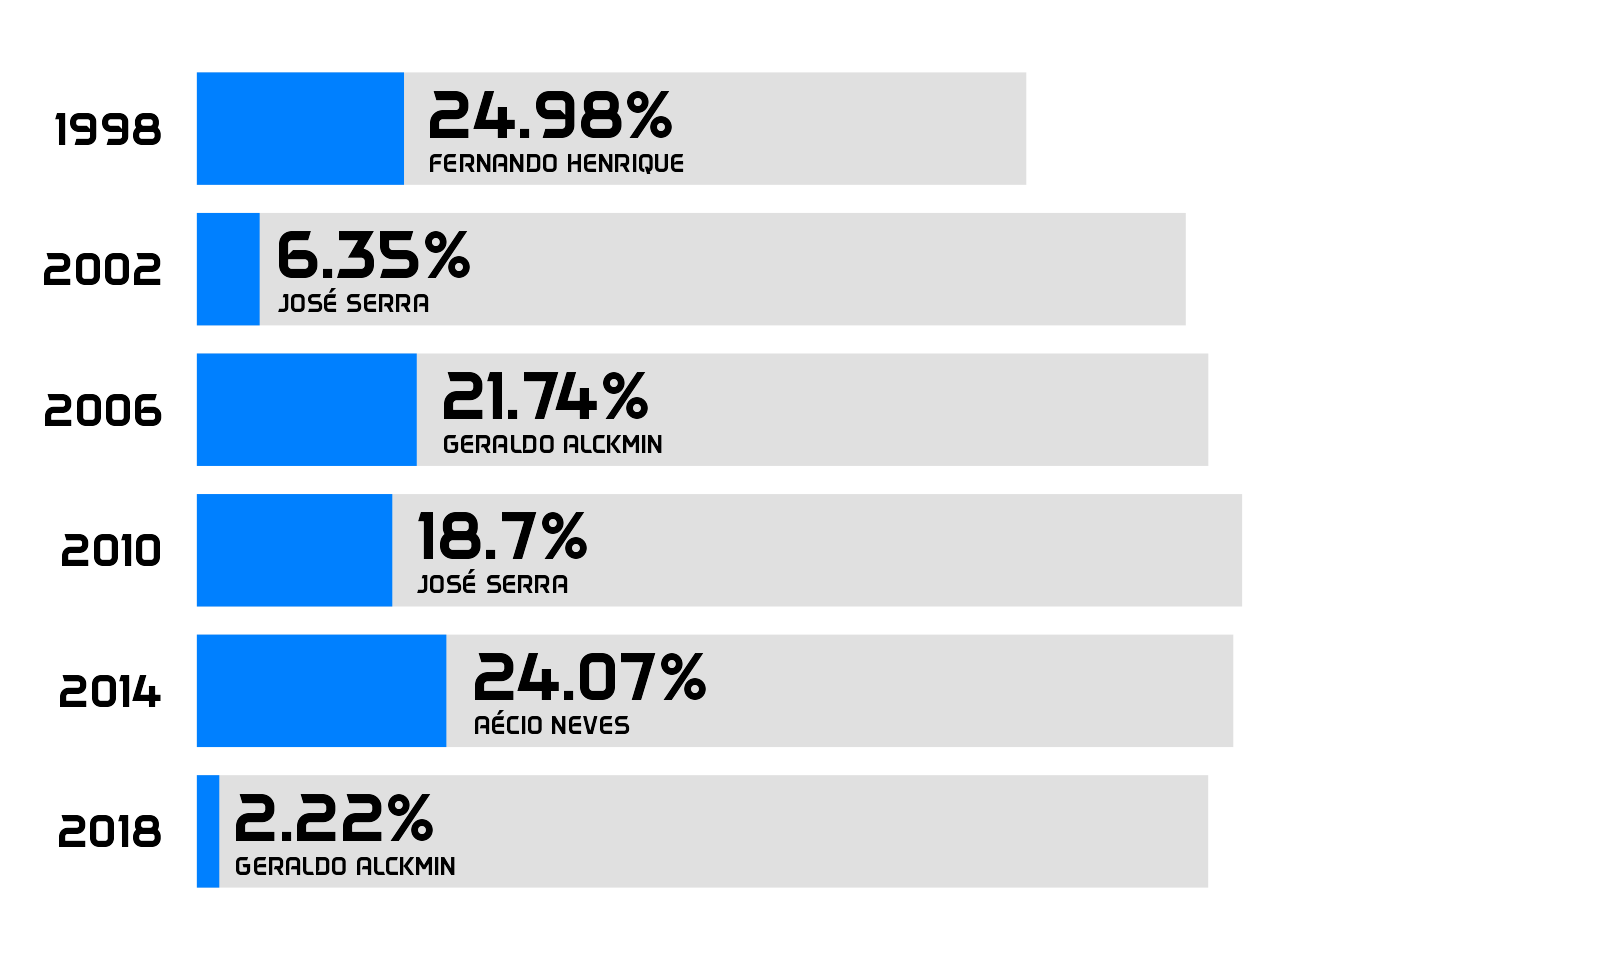 1998
24.98%
FERNANDO HENRIQUE
2002
6.35%
JOSÉ SERRA
2006
21.74%
GERALDO ALCKMIN
2010
18.7%
JOSÉ SERRA
2014
24.07%
AÉCIO NEVES
2018
2.22%
GERALDO ALCKMIN